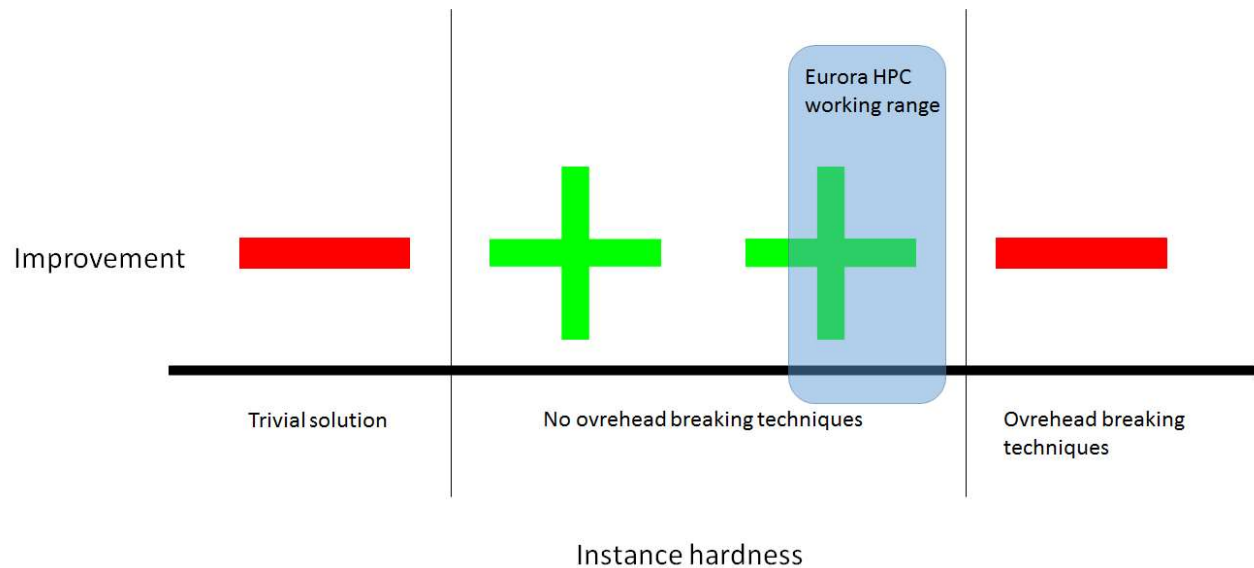 Eurora HPC
working range
Improvement
Trivial solution
No ovrehead breaking techniques
Ovrehead breaking
techniques
Instance hardness